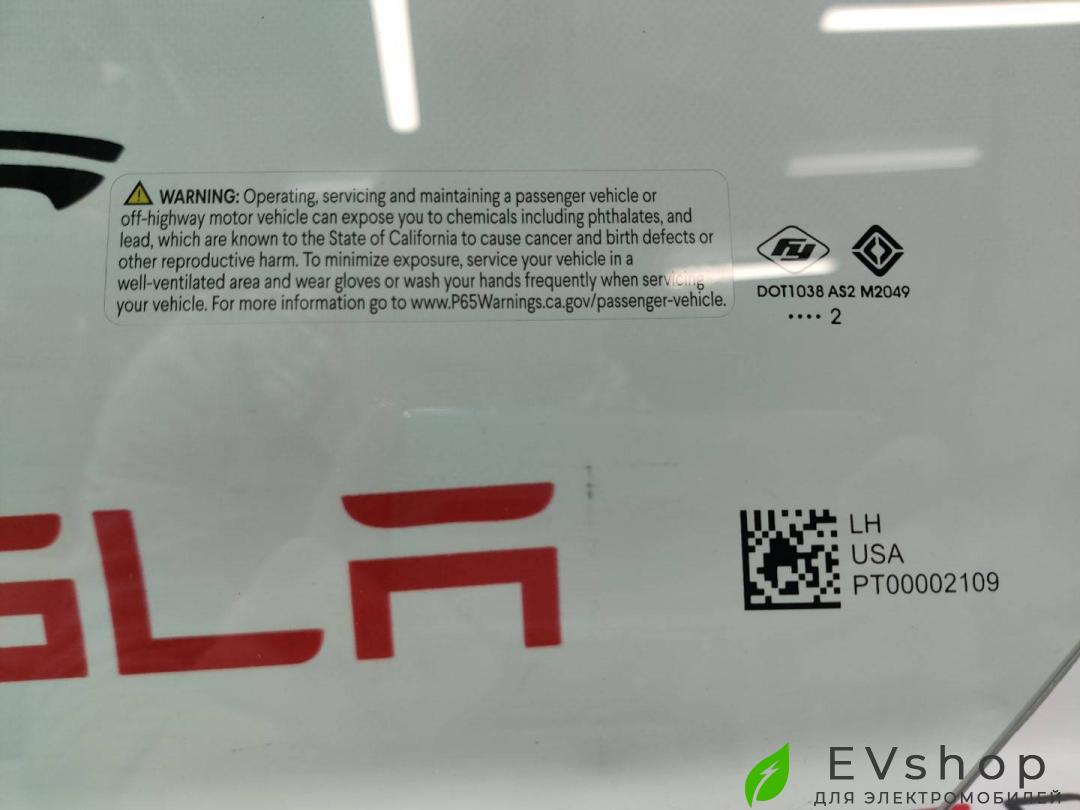 WARNING: Operating, servicing and maintaining a passenger vehicle or
off-highway motor vehicle can expose you to chemicals including phthalates, and
lead, which are known to the State of California to cause cancer and birth defects or
other reproductive harm. To minimize exposure, service your vehicle in a
well-ventilated area and wear gloves or wash your hands frequently when servicing
your vehicle. For more information go to www.P65Warnings.ca.gov/passenger-vehicle.
FY
DOT1038 AS2 M2049
•••• 2
SLA
LH
USA
PT00002109
EVshop
ДЛЯ ЭЛЕКТРОМОБИЛЕЙ